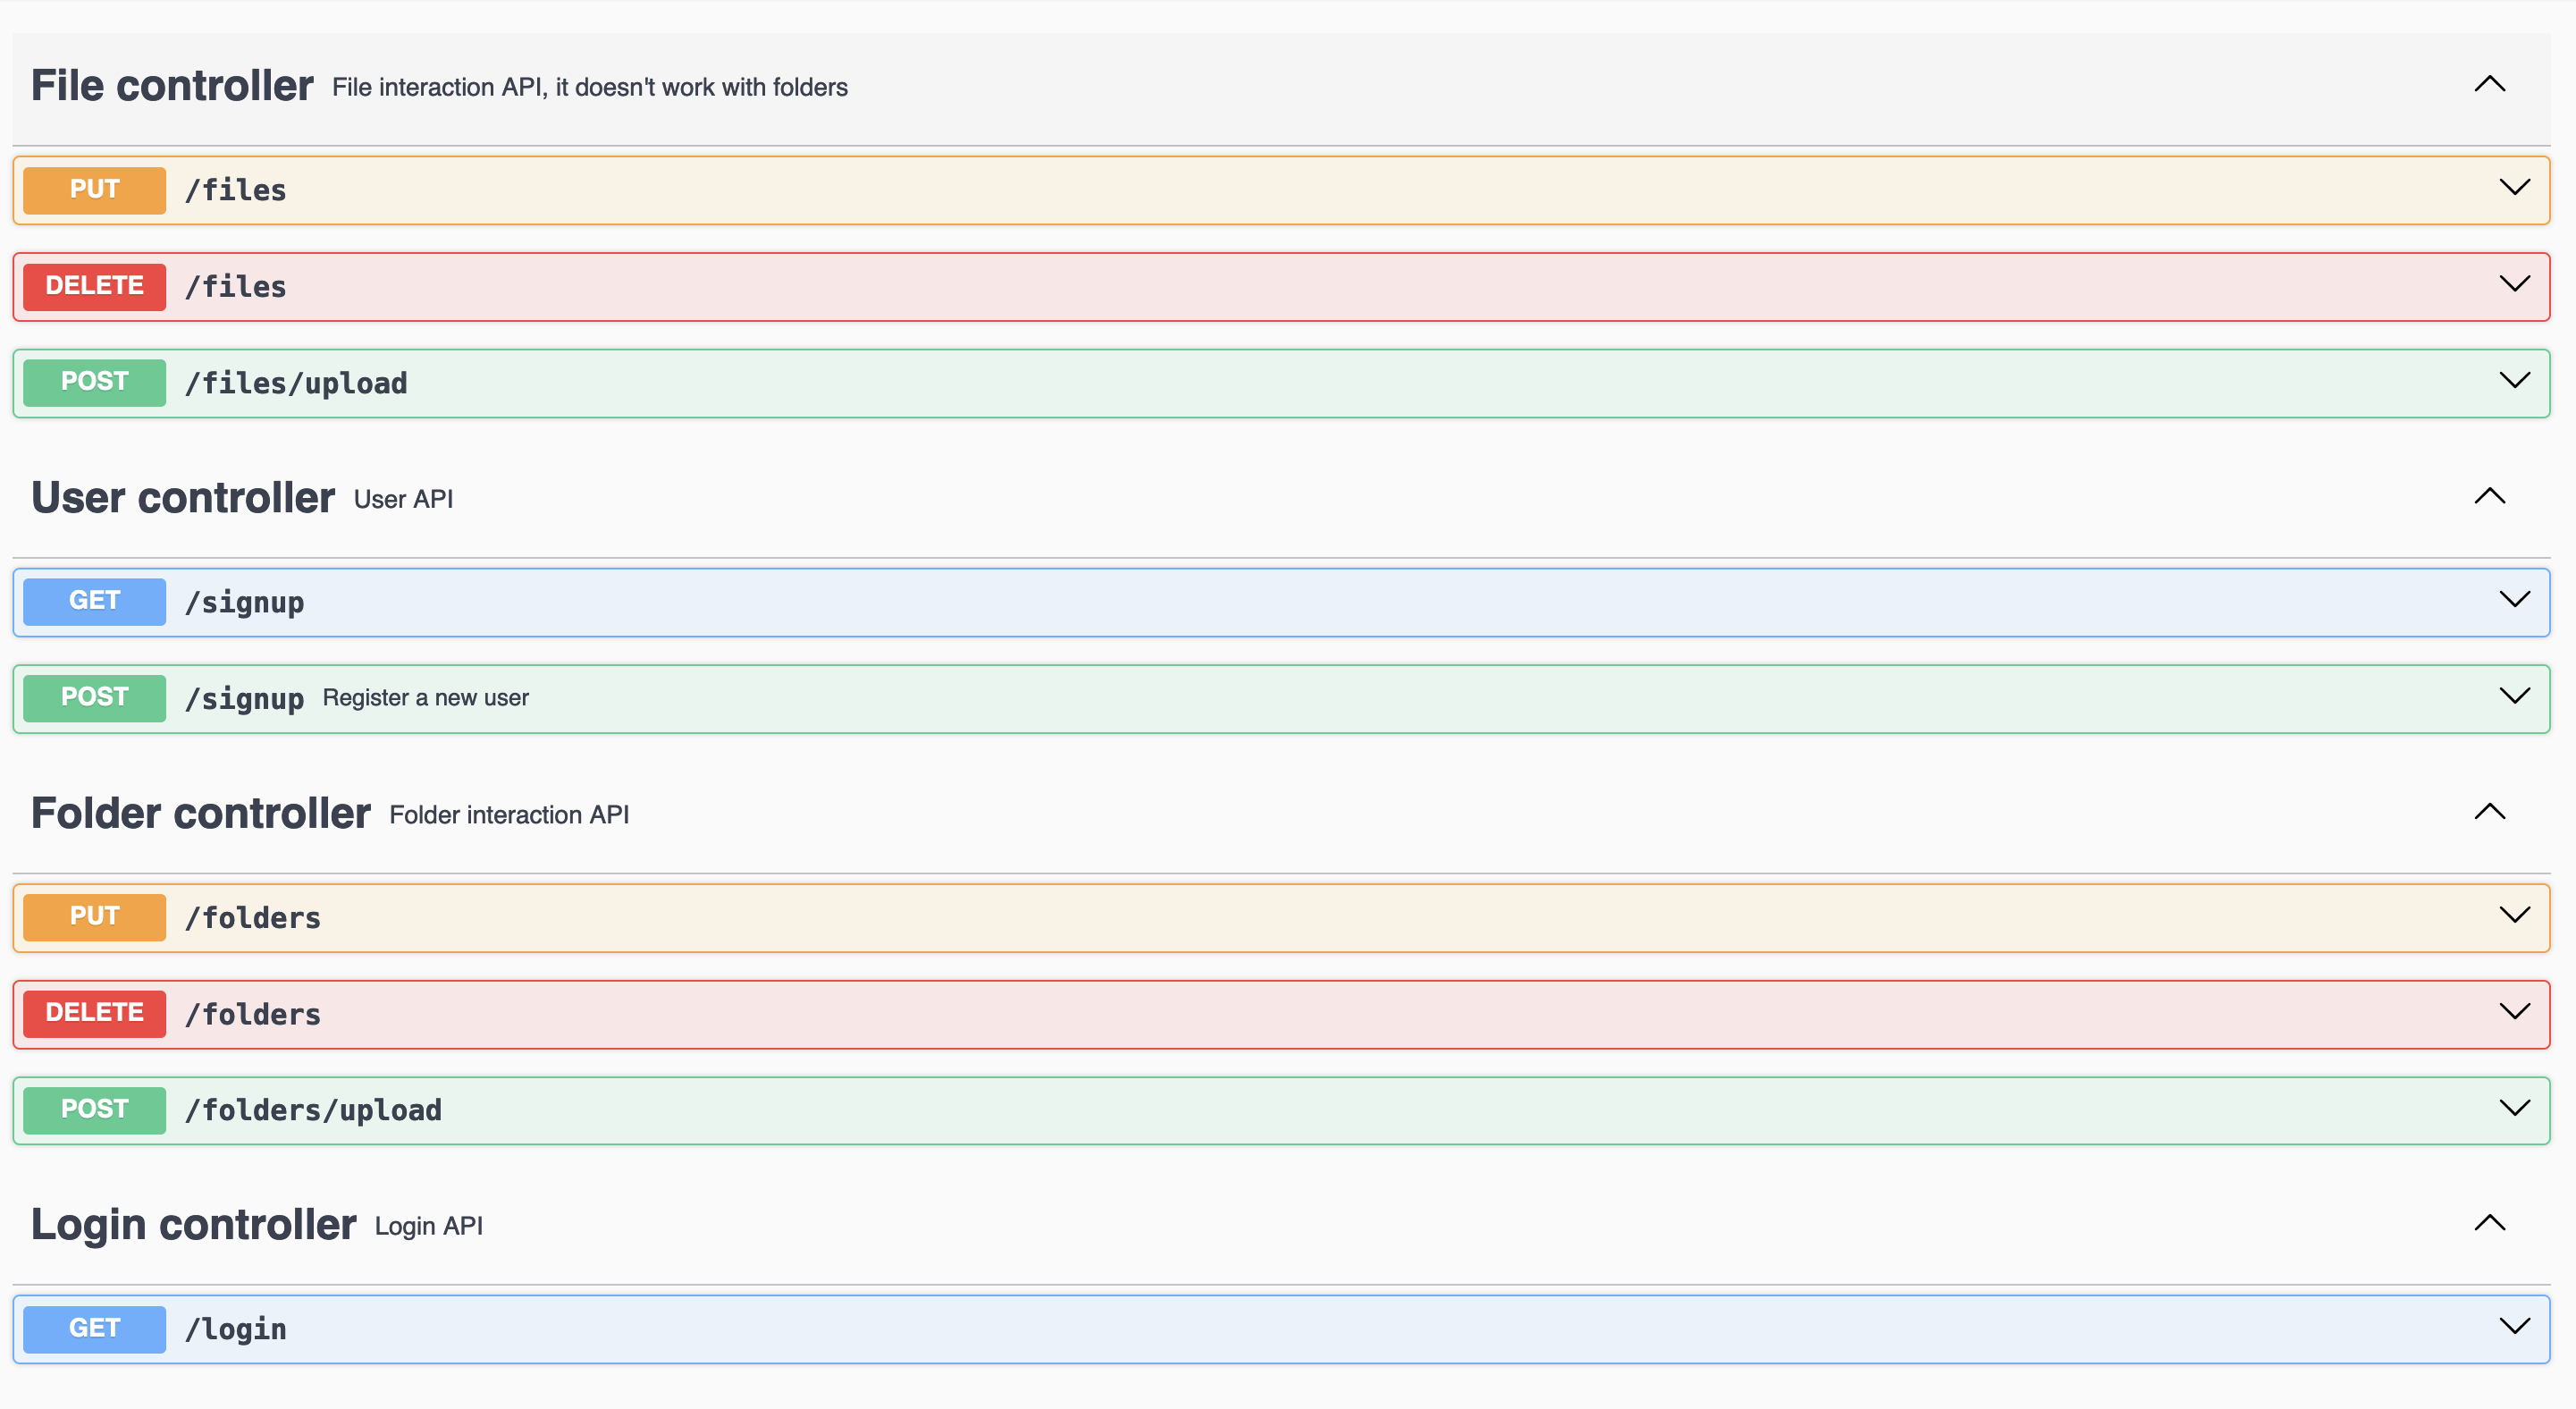 File controller File interaction API, it doesn't work with folders
PUT /files
DELETE /files
POST /files/upload
User controller User API
GET /signup
POST /signup Register a new user
Folder controller Folder interaction API
PUT /folders
DELETE /folders
POST /folders/upload
Login controller Login API
GET /login